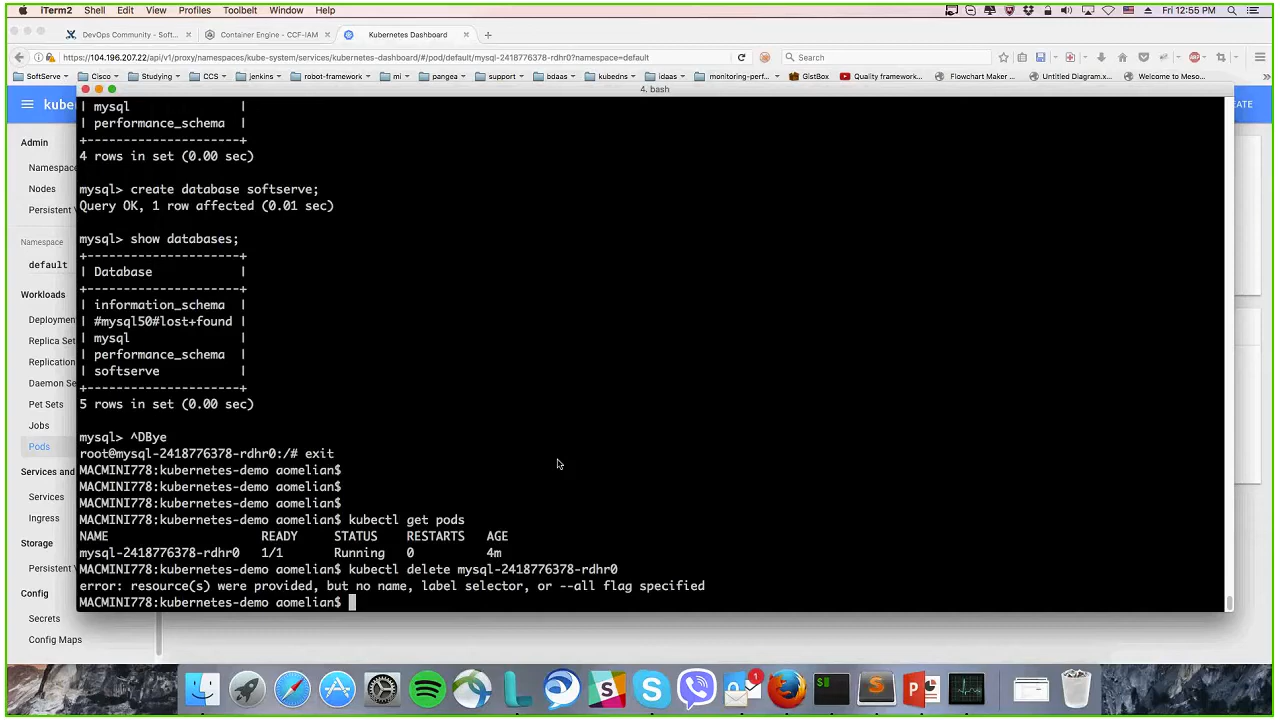 iTerm2 Shell Edit View Profiles Toolbelt Window Help Fri 12:55 PM
DevOps Community - Soft... Container Engine - CCF-IAM Kubernetes Dashboard
https://104.196.207.22/api/v1/proxy/namespaces/kube-system/services/kubernetes-dashboard/#/pod/default/mysql-2418776378-rdhr0?namespace=default Search
SoftServe Cisco Studying CCS Jenkins robot-framework mi pangea support bdaas kubedns idaas monitoring-perf... GistBox Quality framework... Flowchart Maker ... Untitled Diagram.x... Welcome to Meso...
4. bash
kube
EATE
Admin
Namespace
Nodes
Persistent V
Namespace
default
Workloads
Deploymen
Replica Set
Replication
Daemon Se
Pet Sets
Jobs
Pods
Services and
Services
Ingress
Storage
Persistent V
Config
Secrets
Config Maps
| mysql |
| performance_schema |
+--------------------+
4 rows in set (0.00 sec)
mysql> create database softserve;
Query OK, 1 row affected (0.01 sec)
mysql> show databases;
+--------------------+
| Database |
+--------------------+
| information_schema |
| #mysql50#lost+found |
| mysql |
| performance_schema |
| softserve |
+--------------------+
5 rows in set (0.00 sec)
mysql> ^DBye
root@mysql-2418776378-rdhr0:/# exit
MACMINI778:kubernetes-demo aomelian$
MACMINI778:kubernetes-demo aomelian$
MACMINI778:kubernetes-demo aomelian$
MACMINI778:kubernetes-demo aomelian$ kubectl get pods
NAME READY STATUS RESTARTS AGE
mysql-2418776378-rdhr0 1/1 Running 0 4m
MACMINI778:kubernetes-demo aomelian$ kubectl delete mysql-2418776378-rdhr0
error: resource(s) were provided, but no name, label selector, or --all flag specified
MACMINI778:kubernetes-demo aomelian$
1